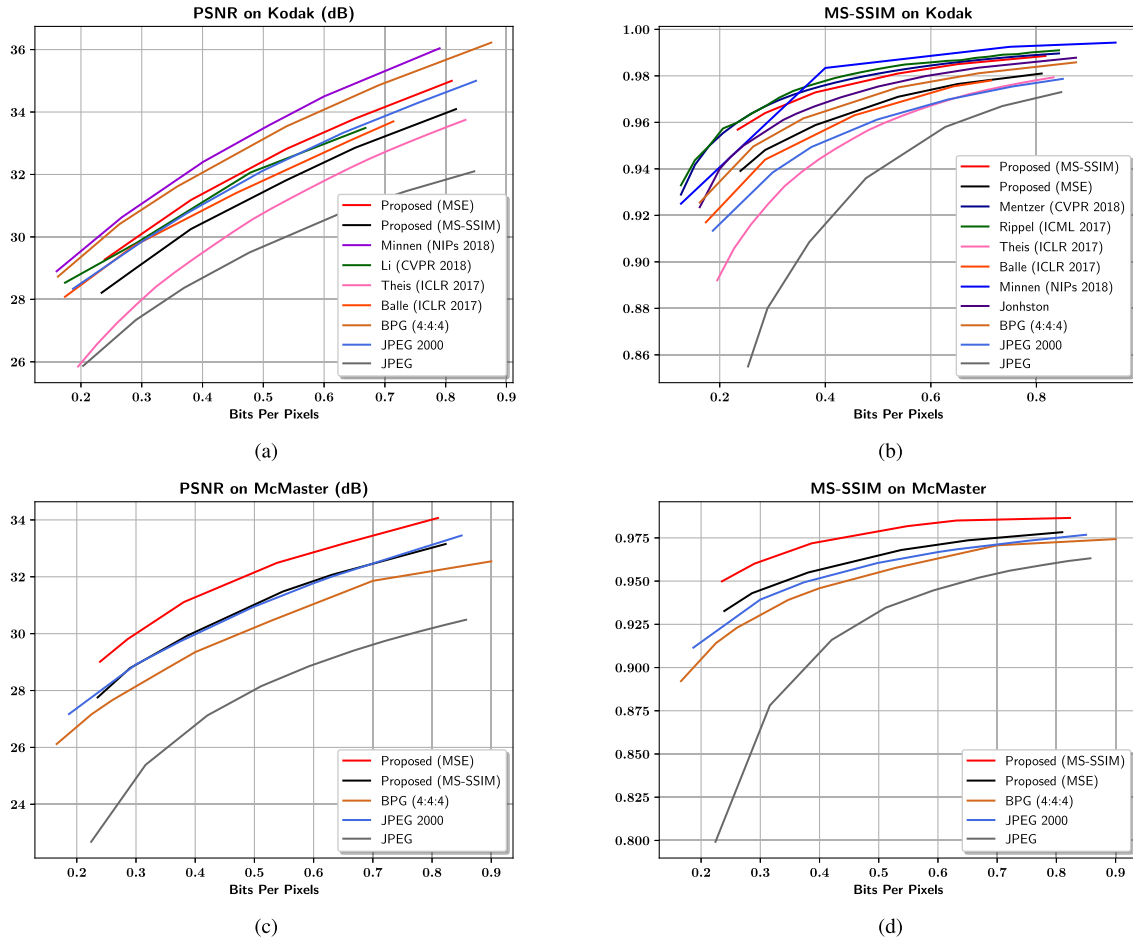 PSNR on Kodak (dB)
36
34
32
30
28
26
0.2 0.3 0.4 0.5 0.6 0.7 0.8 0.9
Bits Per Pixels
Proposed (MSE)
Proposed (MS-SSIM)
Minnen (NIPs 2018)
Li (CVPR 2018)
Theis (ICLR 2017)
Balle (ICLR 2017)
BPG (4:4:4)
JPEG 2000
JPEG
(a)
MS-SSIM on Kodak
1.00
0.98
0.96
0.94
0.92
0.90
0.88
0.86
0.2 0.4 0.6 0.8
Bits Per Pixels
Proposed (MS-SSIM)
Proposed (MSE)
Mentzer (CVPR 2018)
Rippel (ICML 2017)
Theis (ICLR 2017)
Balle (ICLR 2017)
Minnen (NIPs 2018)
Jonhston
BPG (4:4:4)
JPEG 2000
JPEG
(b)
PSNR on McMaster (dB)
34
32
30
28
26
24
0.2 0.3 0.4 0.5 0.6 0.7 0.8 0.9
Bits Per Pixels
Proposed (MSE)
Proposed (MS-SSIM)
BPG (4:4:4)
JPEG 2000
JPEG
(c)
MS-SSIM on McMaster
0.975
0.950
0.925
0.900
0.875
0.850
0.825
0.800
0.2 0.3 0.4 0.5 0.6 0.7 0.8 0.9
Bits Per Pixels
Proposed (MS-SSIM)
Proposed (MSE)
BPG (4:4:4)
JPEG 2000
JPEG
(d)